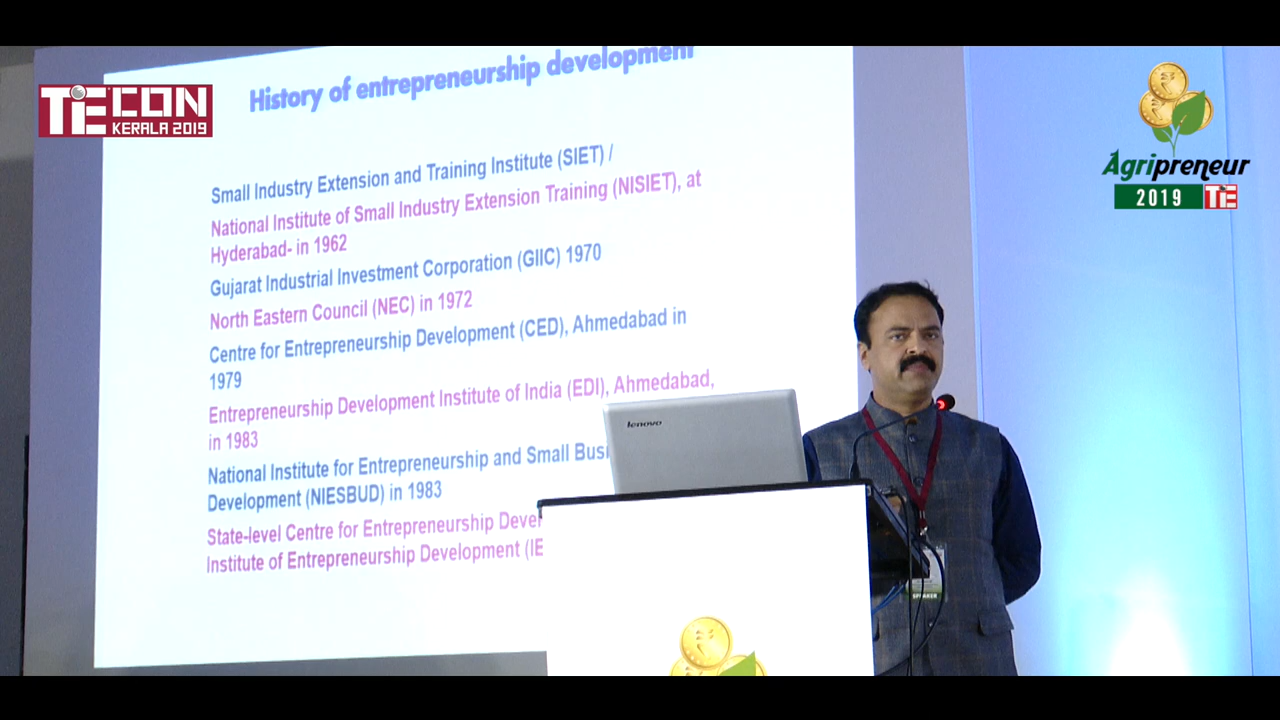 History of entrepreneurship development
TiECON
KERALA 2019
Agripreneur
2019 TiE
Small Industry Extension and Training Institute (SIET) /
National Institute of Small Industry Extension Training (NISIET), at
Hyderabad- in 1962
Gujarat Industrial Investment Corporation (GIIC) 1970
North Eastern Council (NEC) in 1972
Centre for Entrepreneurship Development (CED), Ahmedabad in
1979
Entrepreneurship Development Institute of India (EDI), Ahmedabad,
in 1983
National Institute for Entrepreneurship and Small Busi
Development (NIESBUD) in 1983
State-level Centre for Entrepreneurship Devel
Institute of Entrepreneurship Development (IE
lenovo
SPEAKER